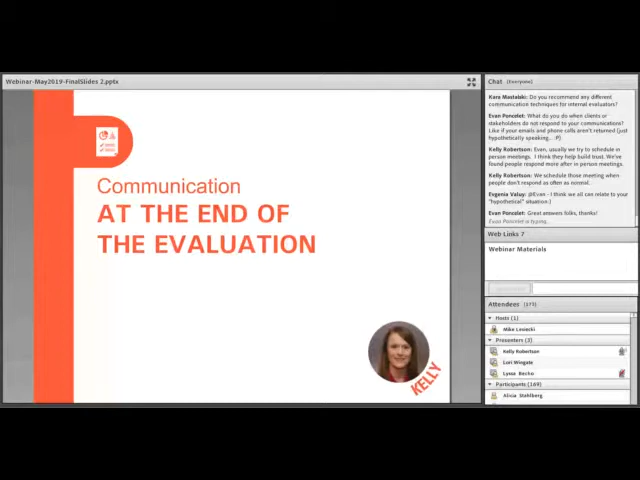 Webinar-May2019-FinalSlides 2.pptx
Communication
AT THE END OF
THE EVALUATION
KELLY
Chat (Everyone)
Kara Mastalski: Do you recommend any different
communication techniques for internal evaluators?
Evan Poncelet: What do you do when clients or
stakeholders do not respond to your communications?
Like if your emails and phone calls aren't returned (just
hypothetically speaking....:P)
Kelly Robertson: Evan, usually we try to schedule in
person meetings. I think they help build trust. We've
found people respond more after in person meetings.
Kelly Robertson: We schedule those meeting when
people don't respond as often as normal.
Evgenia Valuy: @Evan - I think we all can relate to your
"hypothetical" situation:)
Evan Poncelet: Great answers folks, thanks!
Evan Poncelet is typing...
Web Links 7
Webinar Materials
Attendees (173)
Hosts (1)
Mike Lesiecki
Presenters (3)
Kelly Robertson
Lori Wingate
Lyssa Becho
Participants (169)
Alicia Stahlberg